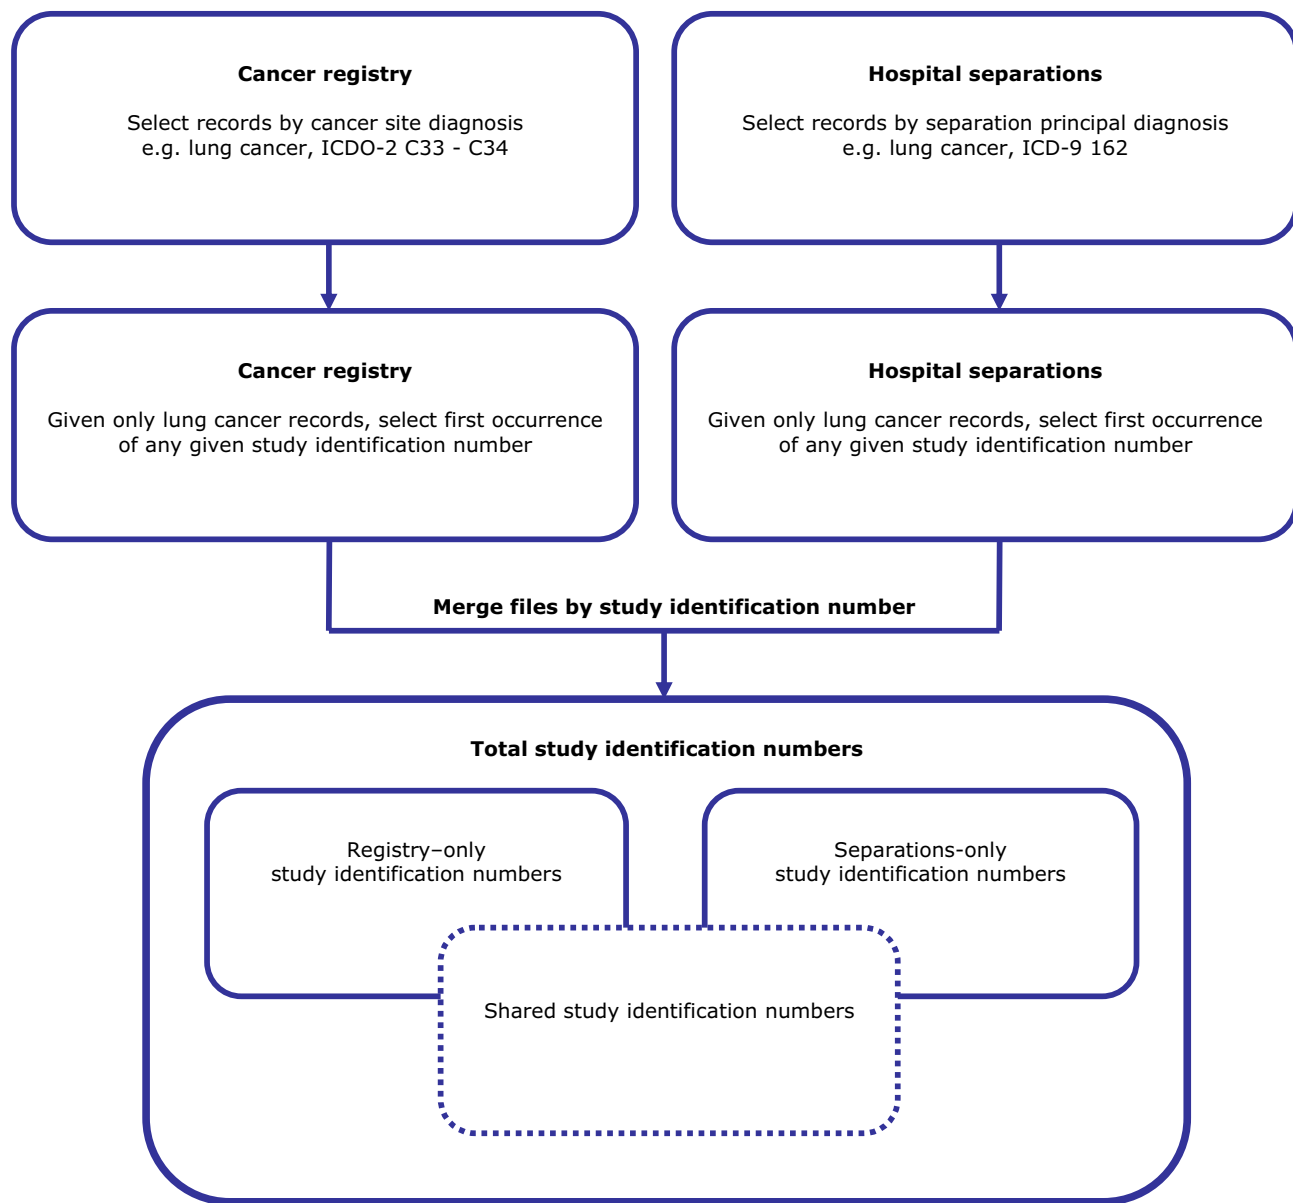 Cancer registry
Select records by cancer site diagnosis
e.g. lung cancer, ICDO-2 C33 - C34
Hospital separations
Select records by separation principal diagnosis
e.g. lung cancer, ICD-9 162
Cancer registry
Given only lung cancer records, select first occurrence
of any given study identification number
Hospital separations
Given only lung cancer records, select first occurrence
of any given study identification number
Merge files by study identification number
Total study identification numbers
Registry–only
study identification numbers
Separations-only
study identification numbers
Shared study identification numbers